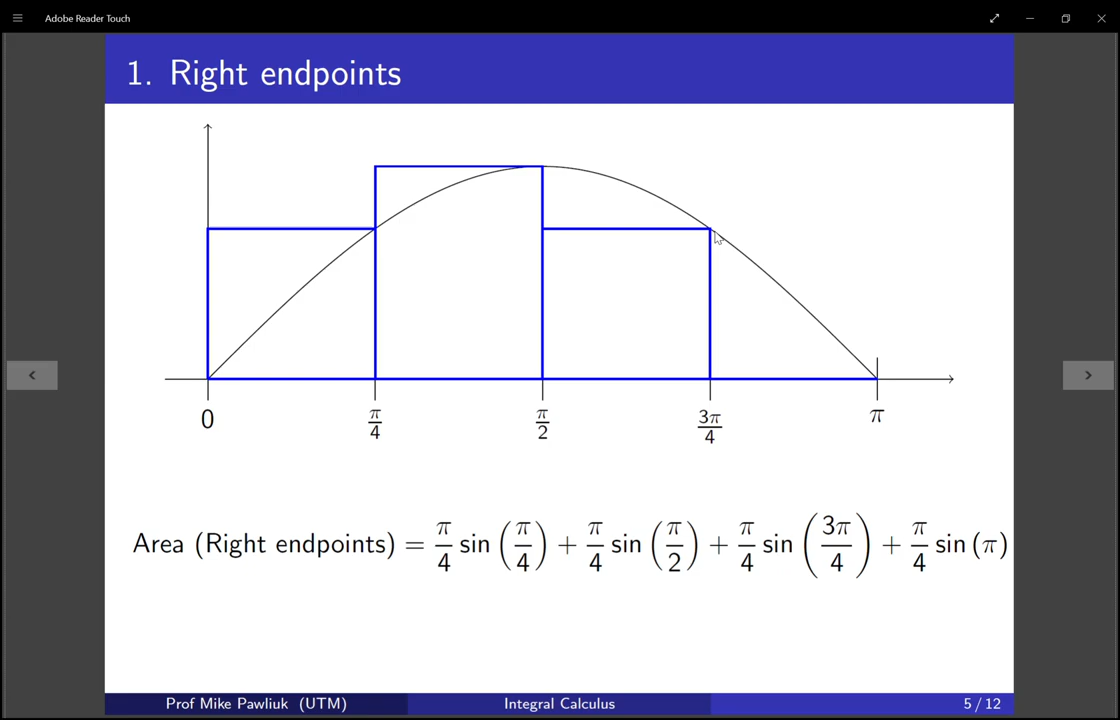 Adobe Reader Touch
1. Right endpoints
0 π/4 π/2 3π/4 π
Area (Right endpoints) = π/4 sin (π/4) + π/4 sin (π/2) + π/4 sin (3π/4) + π/4 sin (π)
Prof Mike Pawliuk (UTM) Integral Calculus 5 / 12